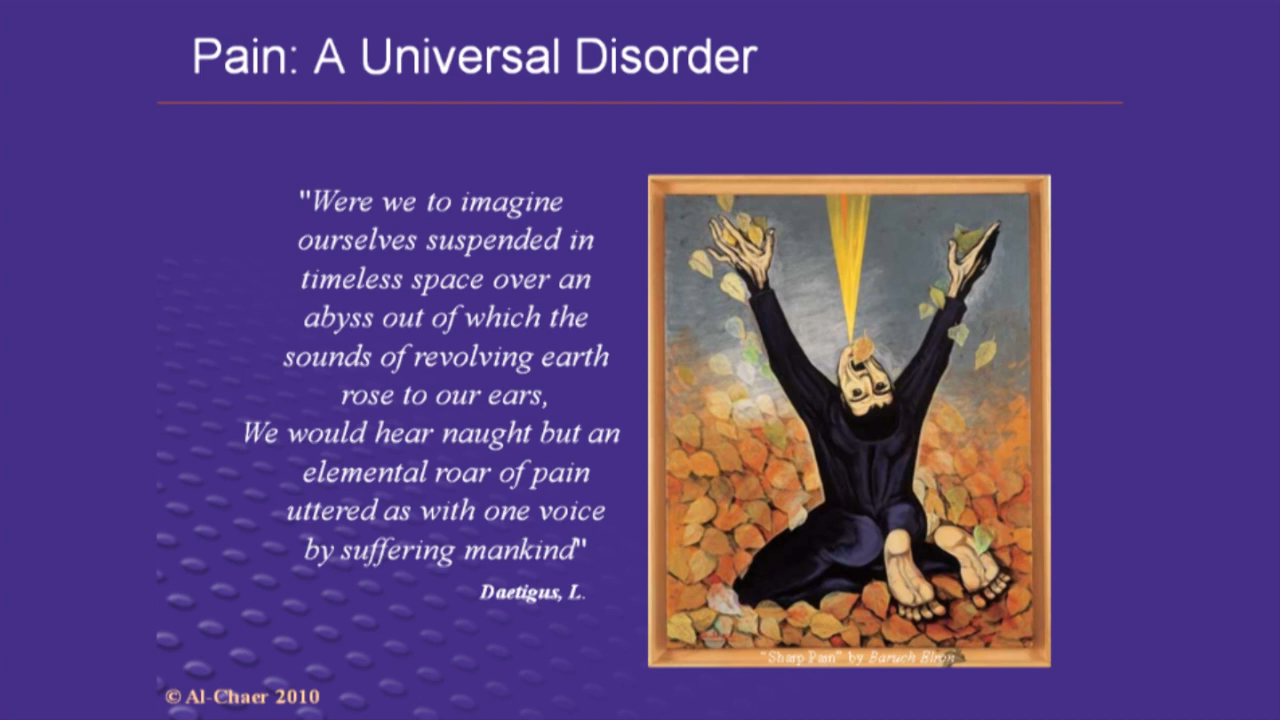 Pain: A Universal Disorder
"Were we to imagine
ourselves suspended in
timeless space over an
abyss out of which the
sounds of revolving earth
rose to our ears,
We would hear naught but an
elemental roar of pain
uttered as with one voice
by suffering mankind"
Daetigus, L.
"Sharp Pain" by Baruch Elron
© Al-Chaer 2010